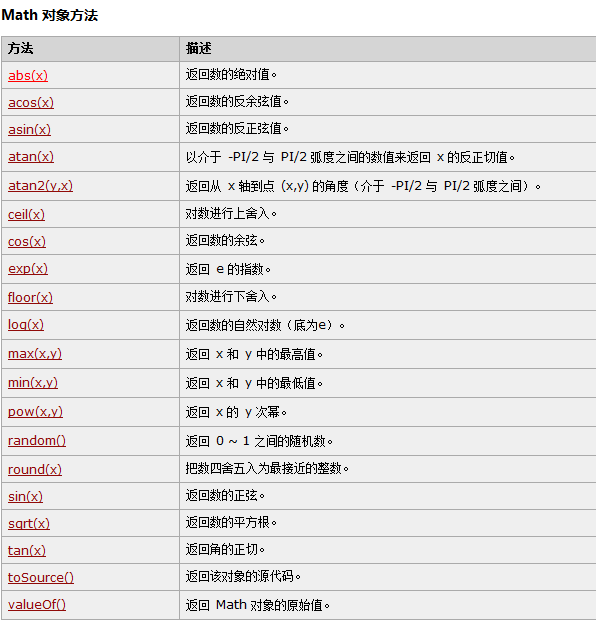 Math 对象方法
方法 描述
abs(x) 返回数的绝对值。
acos(x) 返回数的反余弦值。
asin(x) 返回数的反正弦值。
atan(x) 以介于 -PI/2 与 PI/2 弧度之间的数值来返回 x 的反正切值。
atan2(y,x) 返回从 x 轴到点 (x,y) 的角度（介于 -PI/2 与 PI/2 弧度之间）。
ceil(x) 对数进行上舍入。
cos(x) 返回数的余弦。
exp(x) 返回 e 的指数。
floor(x) 对数进行下舍入。
log(x) 返回数的自然对数（底为e）。
max(x,y) 返回 x 和 y 中的最高值。
min(x,y) 返回 x 和 y 中的最低值。
pow(x,y) 返回 x 的 y 次幂。
random() 返回 0 ~ 1 之间的随机数。
round(x) 把数四舍五入为最接近的整数。
sin(x) 返回数的正弦。
sqrt(x) 返回数的平方根。
tan(x) 返回角的正切。
toSource() 返回该对象的源代码。
valueOf() 返回 Math 对象的原始值。